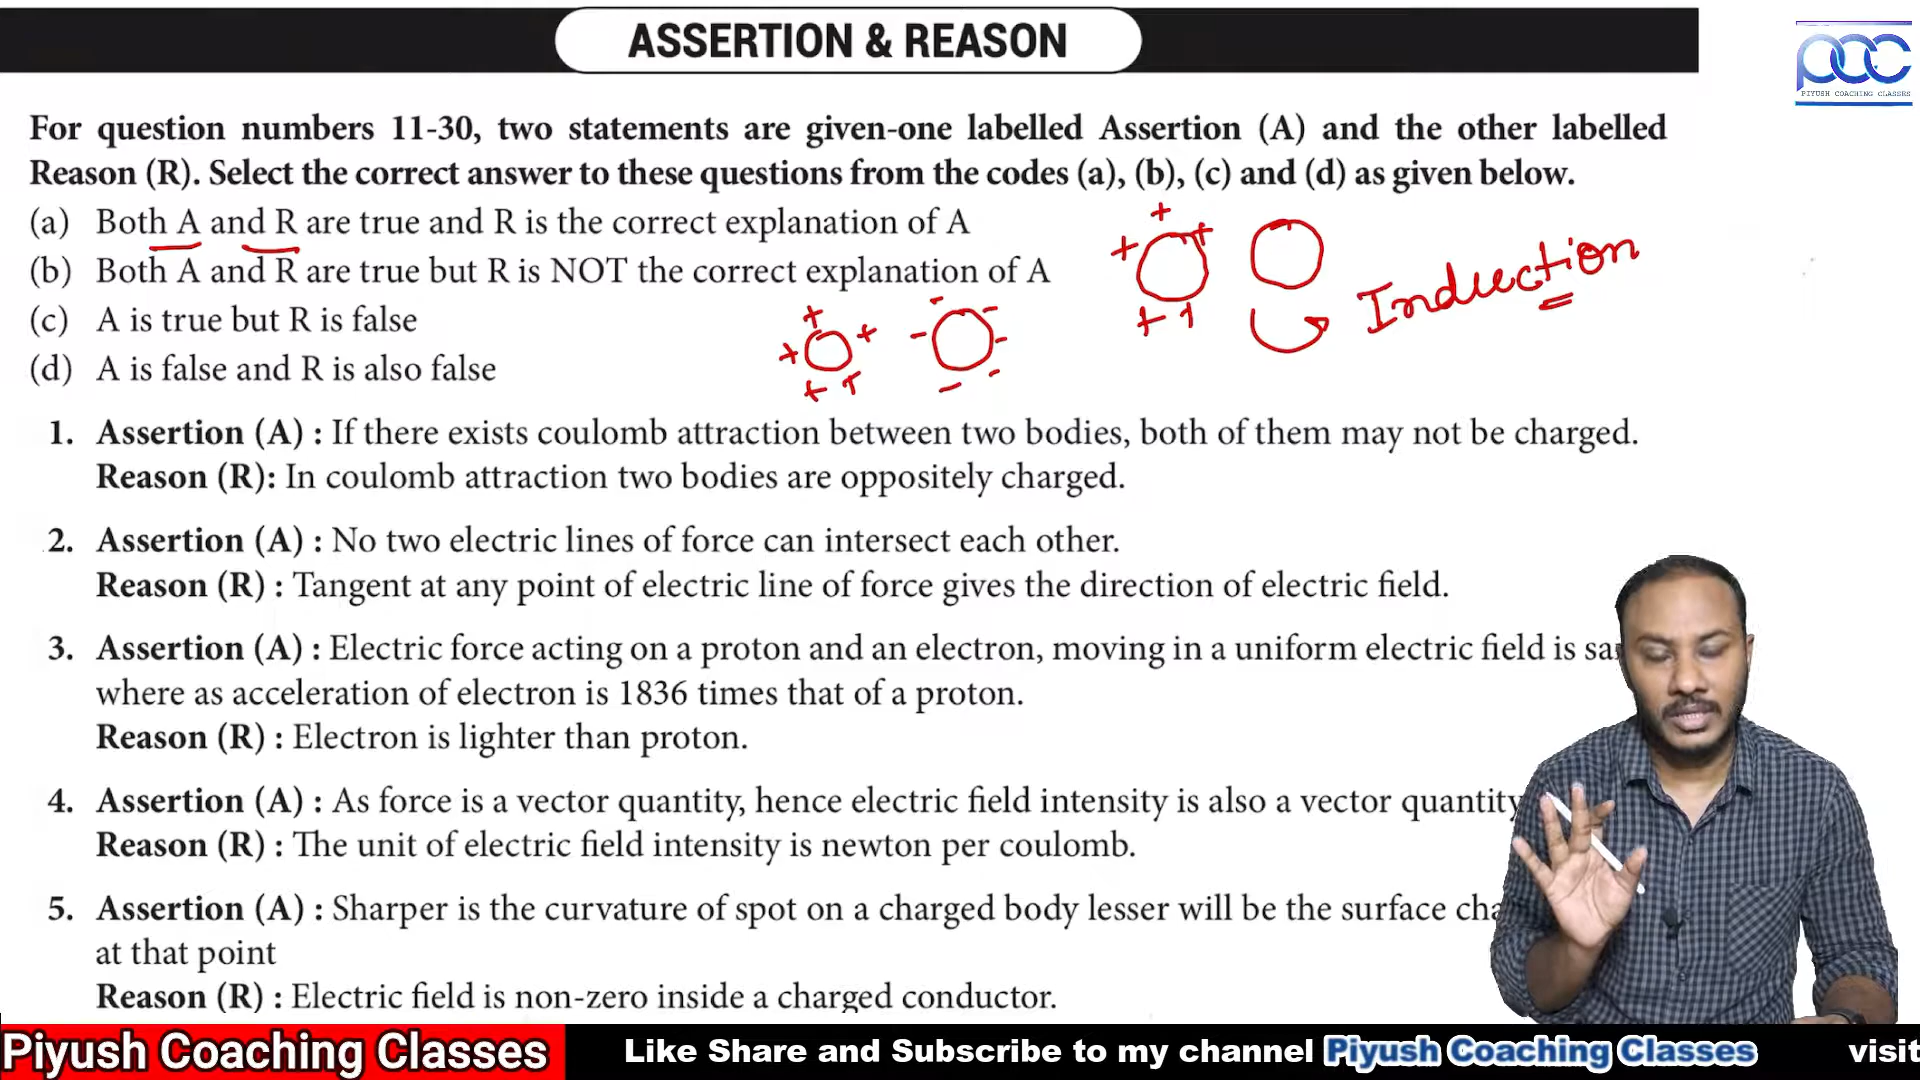 ASSERTION & REASON
PCC
PIYUSH COACHING CLASSES
For question numbers 11-30, two statements are given-one labelled Assertion (A) and the other labelled
Reason (R). Select the correct answer to these questions from the codes (a), (b), (c) and (d) as given below.
(a) Both A and R are true and R is the correct explanation of A
(b) Both A and R are true but R is NOT the correct explanation of A
(c) A is true but R is false
(d) A is false and R is also false
Induction
1. Assertion (A) : If there exists coulomb attraction between two bodies, both of them may not be charged.
Reason (R): In coulomb attraction two bodies are oppositely charged.
2. Assertion (A) : No two electric lines of force can intersect each other.
Reason (R) : Tangent at any point of electric line of force gives the direction of electric field.
3. Assertion (A) : Electric force acting on a proton and an electron, moving in a uniform electric field is
where as acceleration of electron is 1836 times that of a proton.
Reason (R) : Electron is lighter than proton.
4. Assertion (A) : As force is a vector quantity, hence electric field intensity is also a vector quantity
Reason (R) : The unit of electric field intensity is newton per coulomb.
5. Assertion (A) : Sharper is the curvature of spot on a charged body lesser will be the surface
at that point
Reason (R) : Electric field is non-zero inside a charged conductor.
Piyush Coaching Classes
Like Share and Subscribe to my channel Piyush Coaching Classes visit